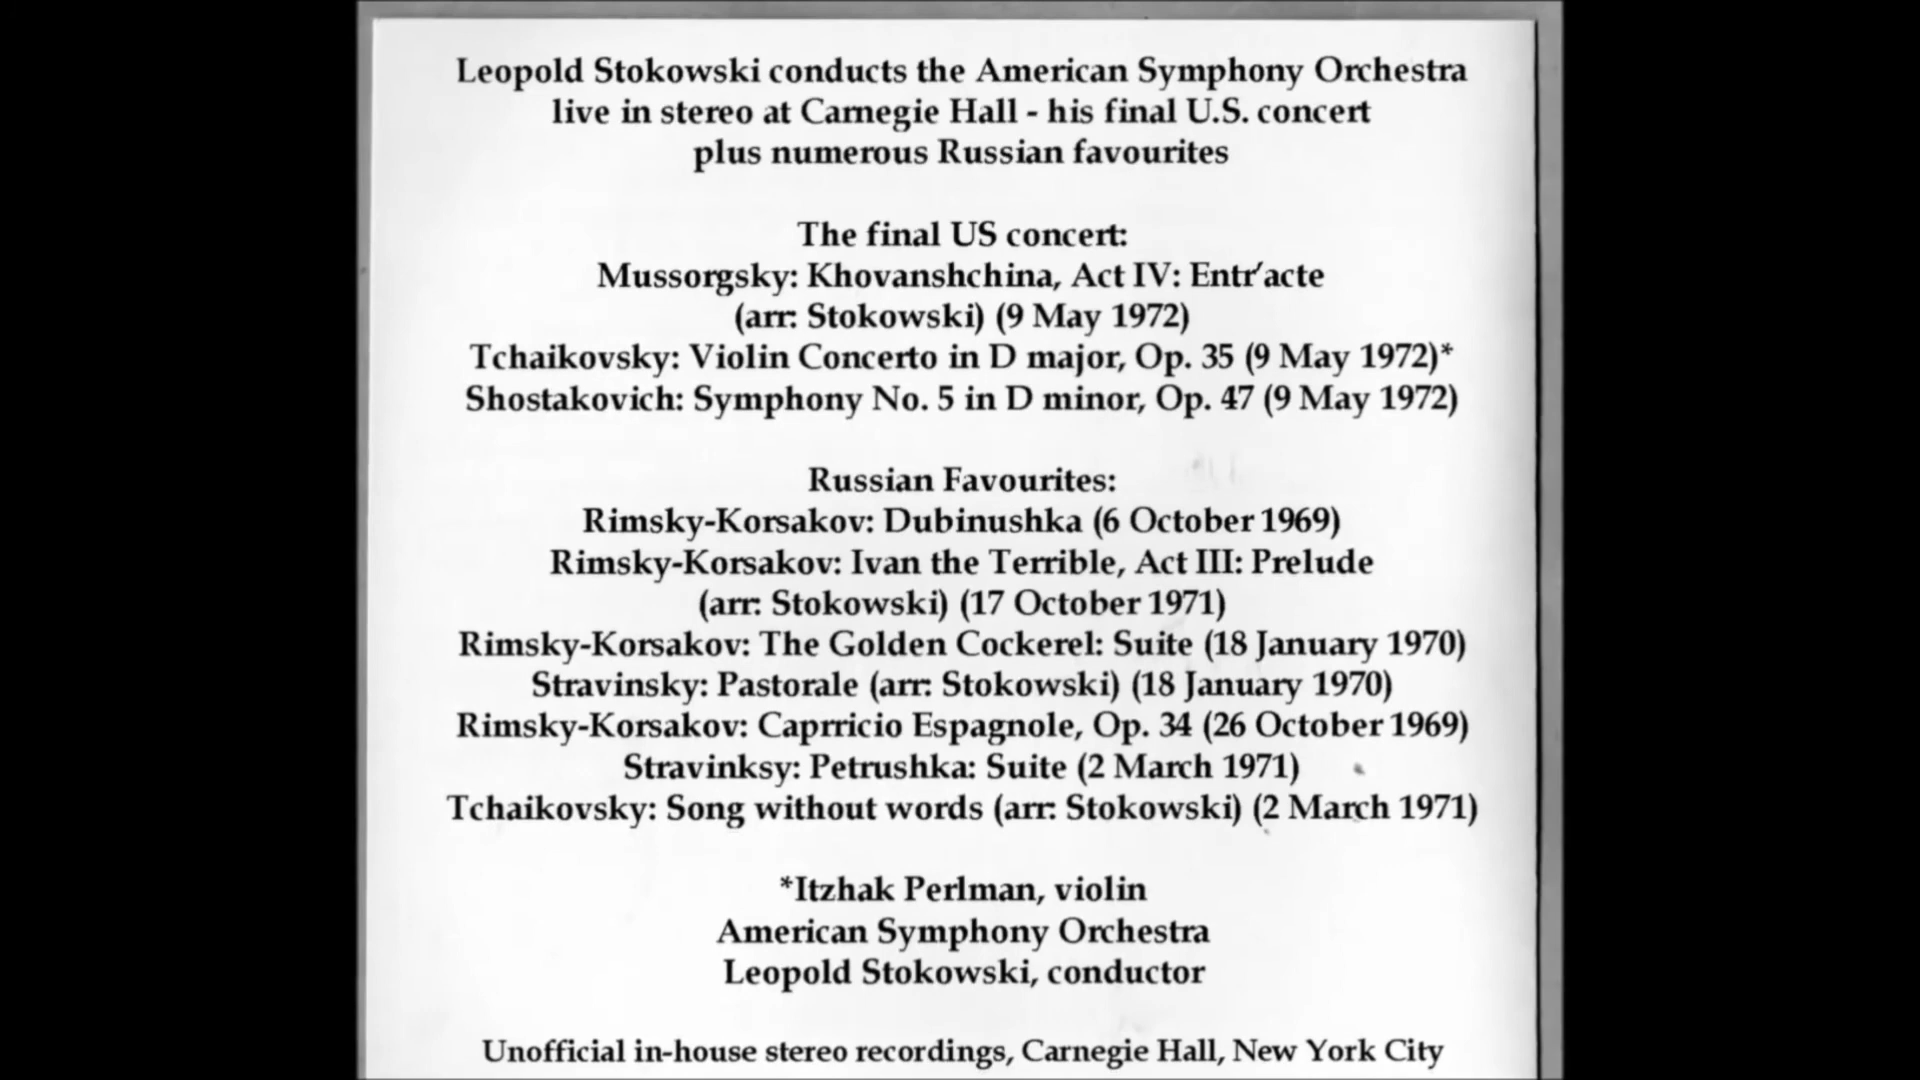 Leopold Stokowski conducts the American Symphony Orchestra
live in stereo at Carnegie Hall - his final U.S. concert
plus numerous Russian favourites
The final US concert:
Mussorgsky: Khovanshchina, Act IV: Entr'acte
(arr: Stokowski) (9 May 1972)
Tchaikovsky: Violin Concerto in D major, Op. 35 (9 May 1972)*
Shostakovich: Symphony No. 5 in D minor, Op. 47 (9 May 1972)
Russian Favourites:
Rimsky-Korsakov: Dubinushka (6 October 1969)
Rimsky-Korsakov: Ivan the Terrible, Act III: Prelude
(arr: Stokowski) (17 October 1971)
Rimsky-Korsakov: The Golden Cockerel: Suite (18 January 1970)
Stravinsky: Pastorale (arr: Stokowski) (18 January 1970)
Rimsky-Korsakov: Caprricio Espagnole, Op. 34 (26 October 1969)
Stravinksy: Petrushka: Suite (2 March 1971)
Tchaikovsky: Song without words (arr: Stokowski) (2 March 1971)
*Itzhak Perlman, violin
American Symphony Orchestra
Leopold Stokowski, conductor
Unofficial in-house stereo recordings, Carnegie Hall, New York City